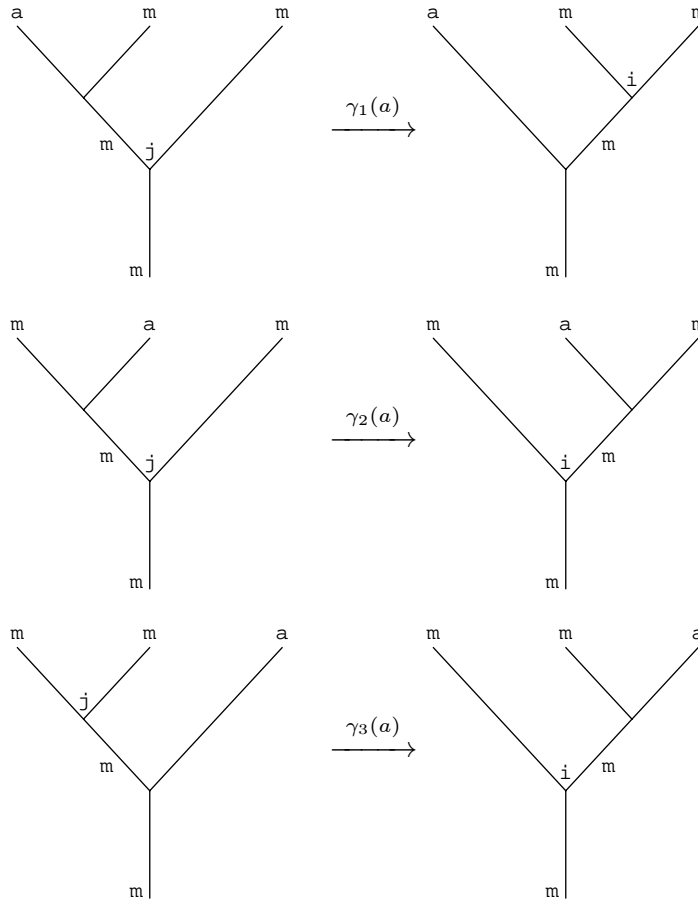 a m m a m m
i
γ₁(a)
m j m
m m
m a m m a m
γ₂(a)
m j i m
m m
m m a m m a
j
γ₃(a)
m i m
m m